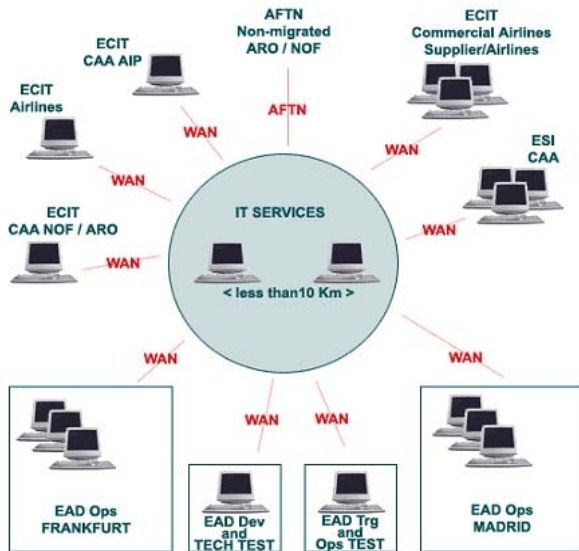 AFTN
Non-migrated
ARO / NOF
ECIT
Commercial Airlines
Supplier/Airlines
ECIT
CAA AIP
ECIT
Airlines
ESI
CAA
ECIT
CAA NOF / ARO
WAN
AFTN
WAN
WAN
WAN
WAN
WAN
IT SERVICES
< less than10 Km >
WAN
WAN
WAN
WAN
EAD Ops
FRANKFURT
EAD Dev
and
TECH TEST
EAD Trg
and
Ops TEST
EAD Ops
MADRID